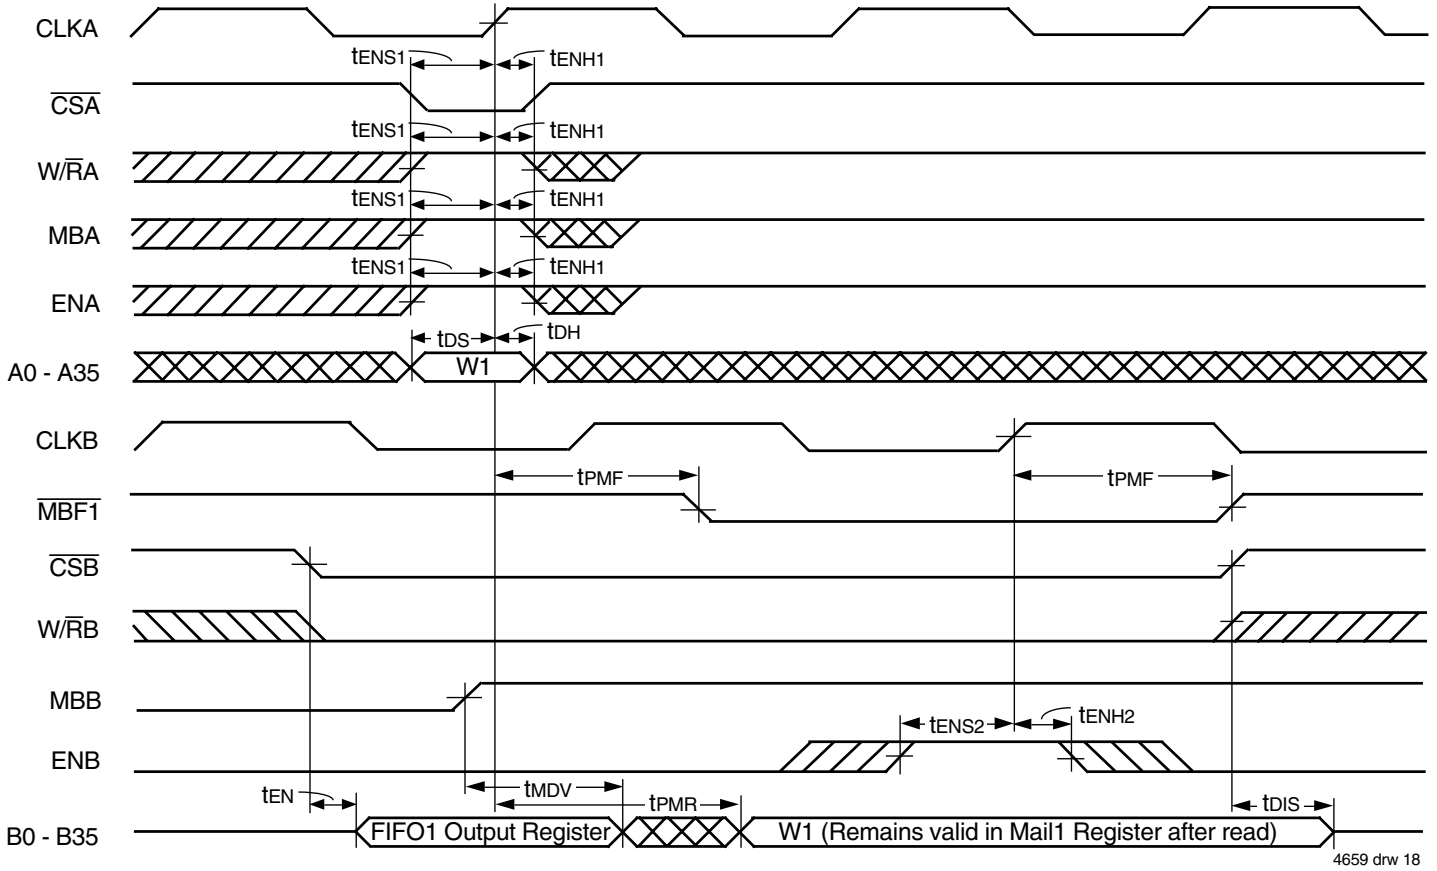 CLKA
tENS1 tENH1
CSA
tENS1 tENH1
W/RA
tENS1 tENH1
MBA
tENS1 tENH1
ENA
tDS tDH
A0 - A35 W1
CLKB
tPMF tPMF
MBF1
CSB
W/RB
MBB
tENS2 tENH2
ENB
tEN tMDV tPMR tDIS
B0 - B35 FIFO1 Output Register W1 (Remains valid in Mail1 Register after read)
4659 drw 18